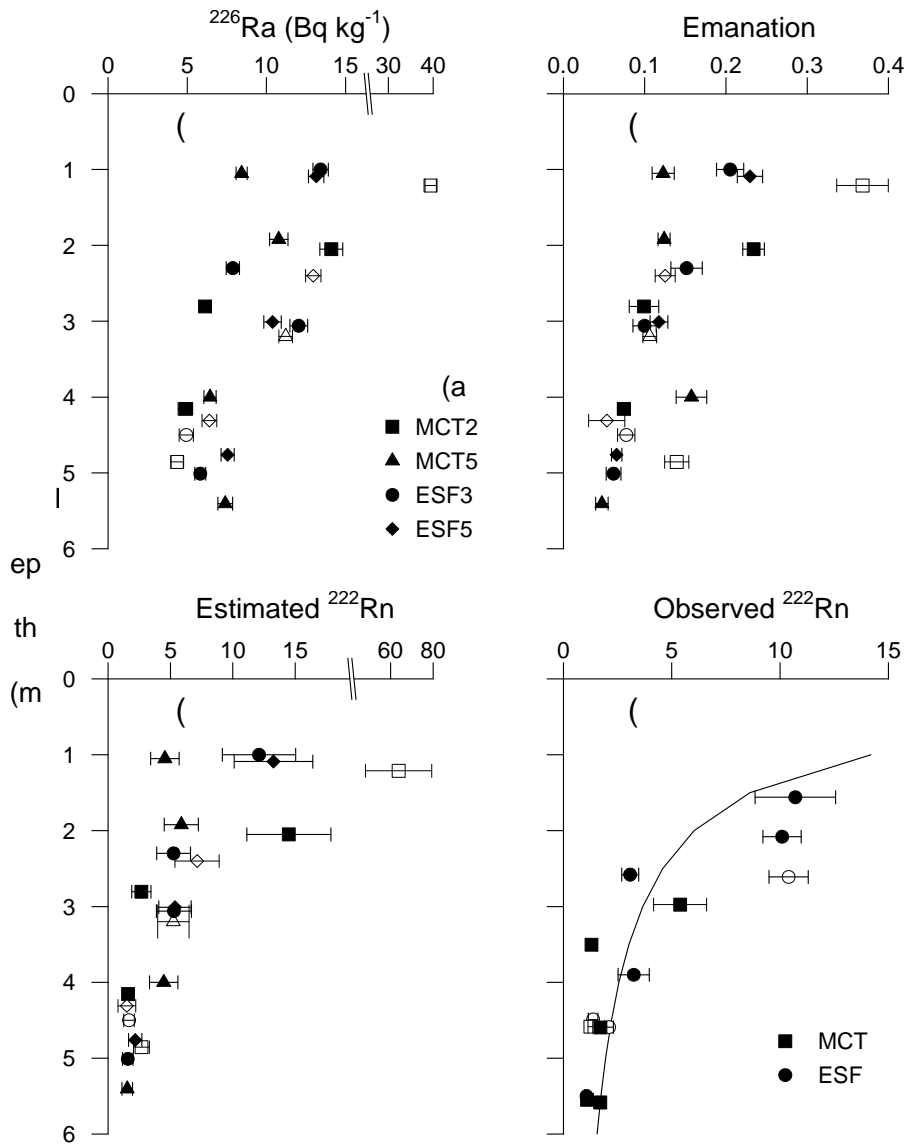 ²²⁶Ra (Bq kg⁻¹)
0 5 10 15 30 40
0
1
2
3
4
5
6
(
(a
MCT2
MCT5
ESF3
ESF5
Emanation
0.0 0.1 0.2 0.3 0.4
(
l
ep
th
(m
Estimated ²²²Rn
0 5 10 15 60 80
0
1
2
3
4
5
6
(
Observed ²²²Rn
0 5 10 15
(
MCT
ESF